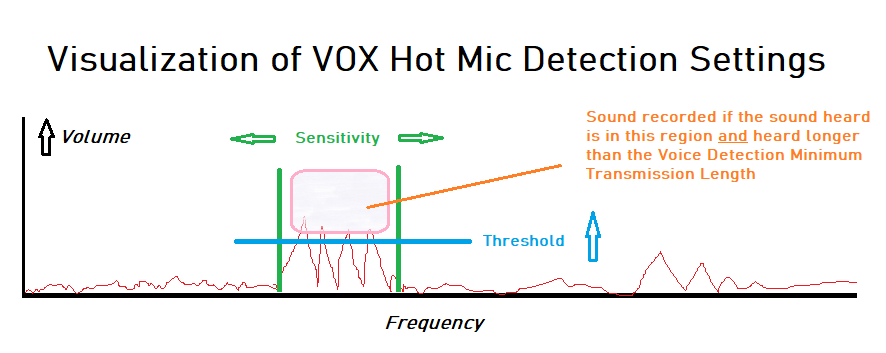 Visualization of VOX Hot Mic Detection Settings
Sound recorded if the sound heard
is in this region and heard longer
than the Voice Detection Minimum
Transmission Length
Volume
Sensitivity
Threshold
Frequency